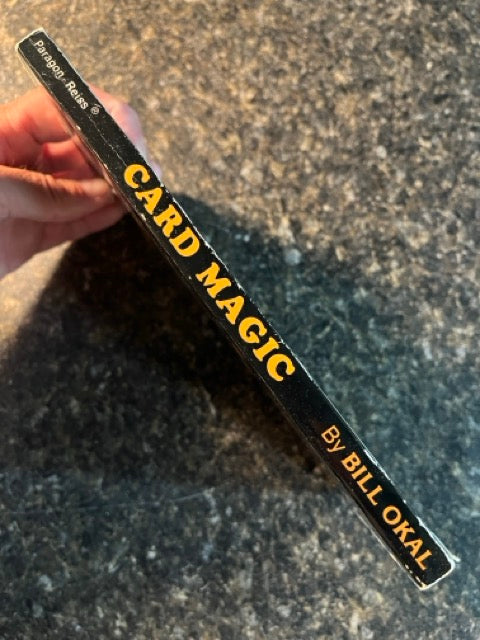 Paragon-Reiss ®
CARD MAGIC
By BILL OKAL